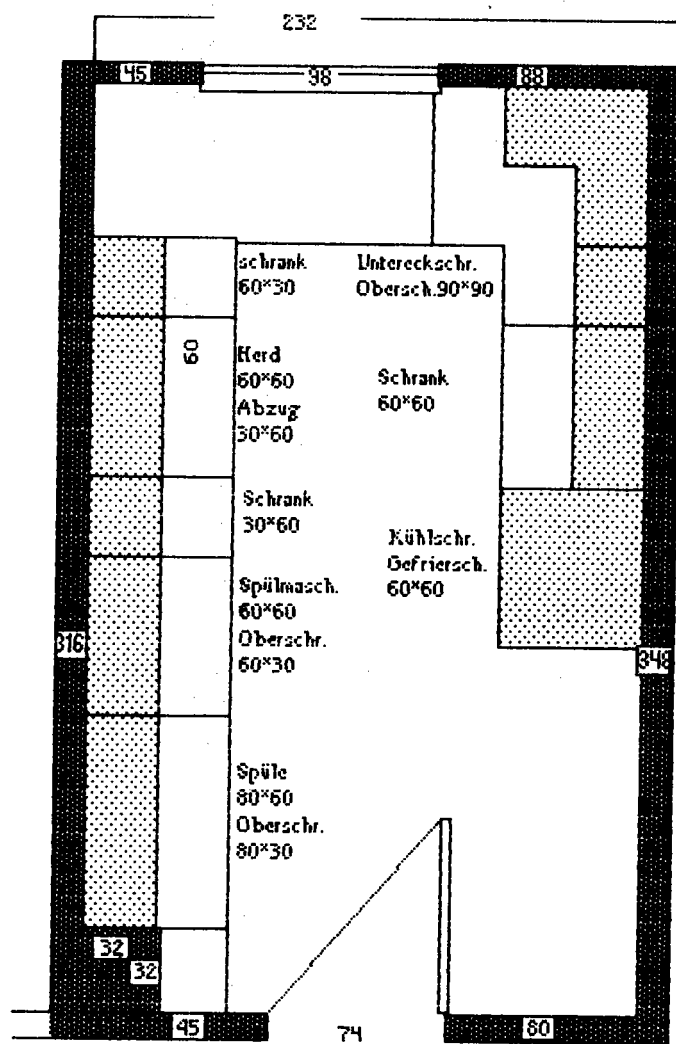 232
45
98
88
schrank
60*30
Untereckschr.
Obersch.90*90
60
Herd
60*60
Abzug
30*60
Schrank
60*60
Schrank
30*60
Kühlschr.
Gefriersch.
60*60
Spülmasch.
60*60
Oberschr.
60*30
316
348
Spüle
80*60
Oberschr.
80*30
32
32
45
74
80